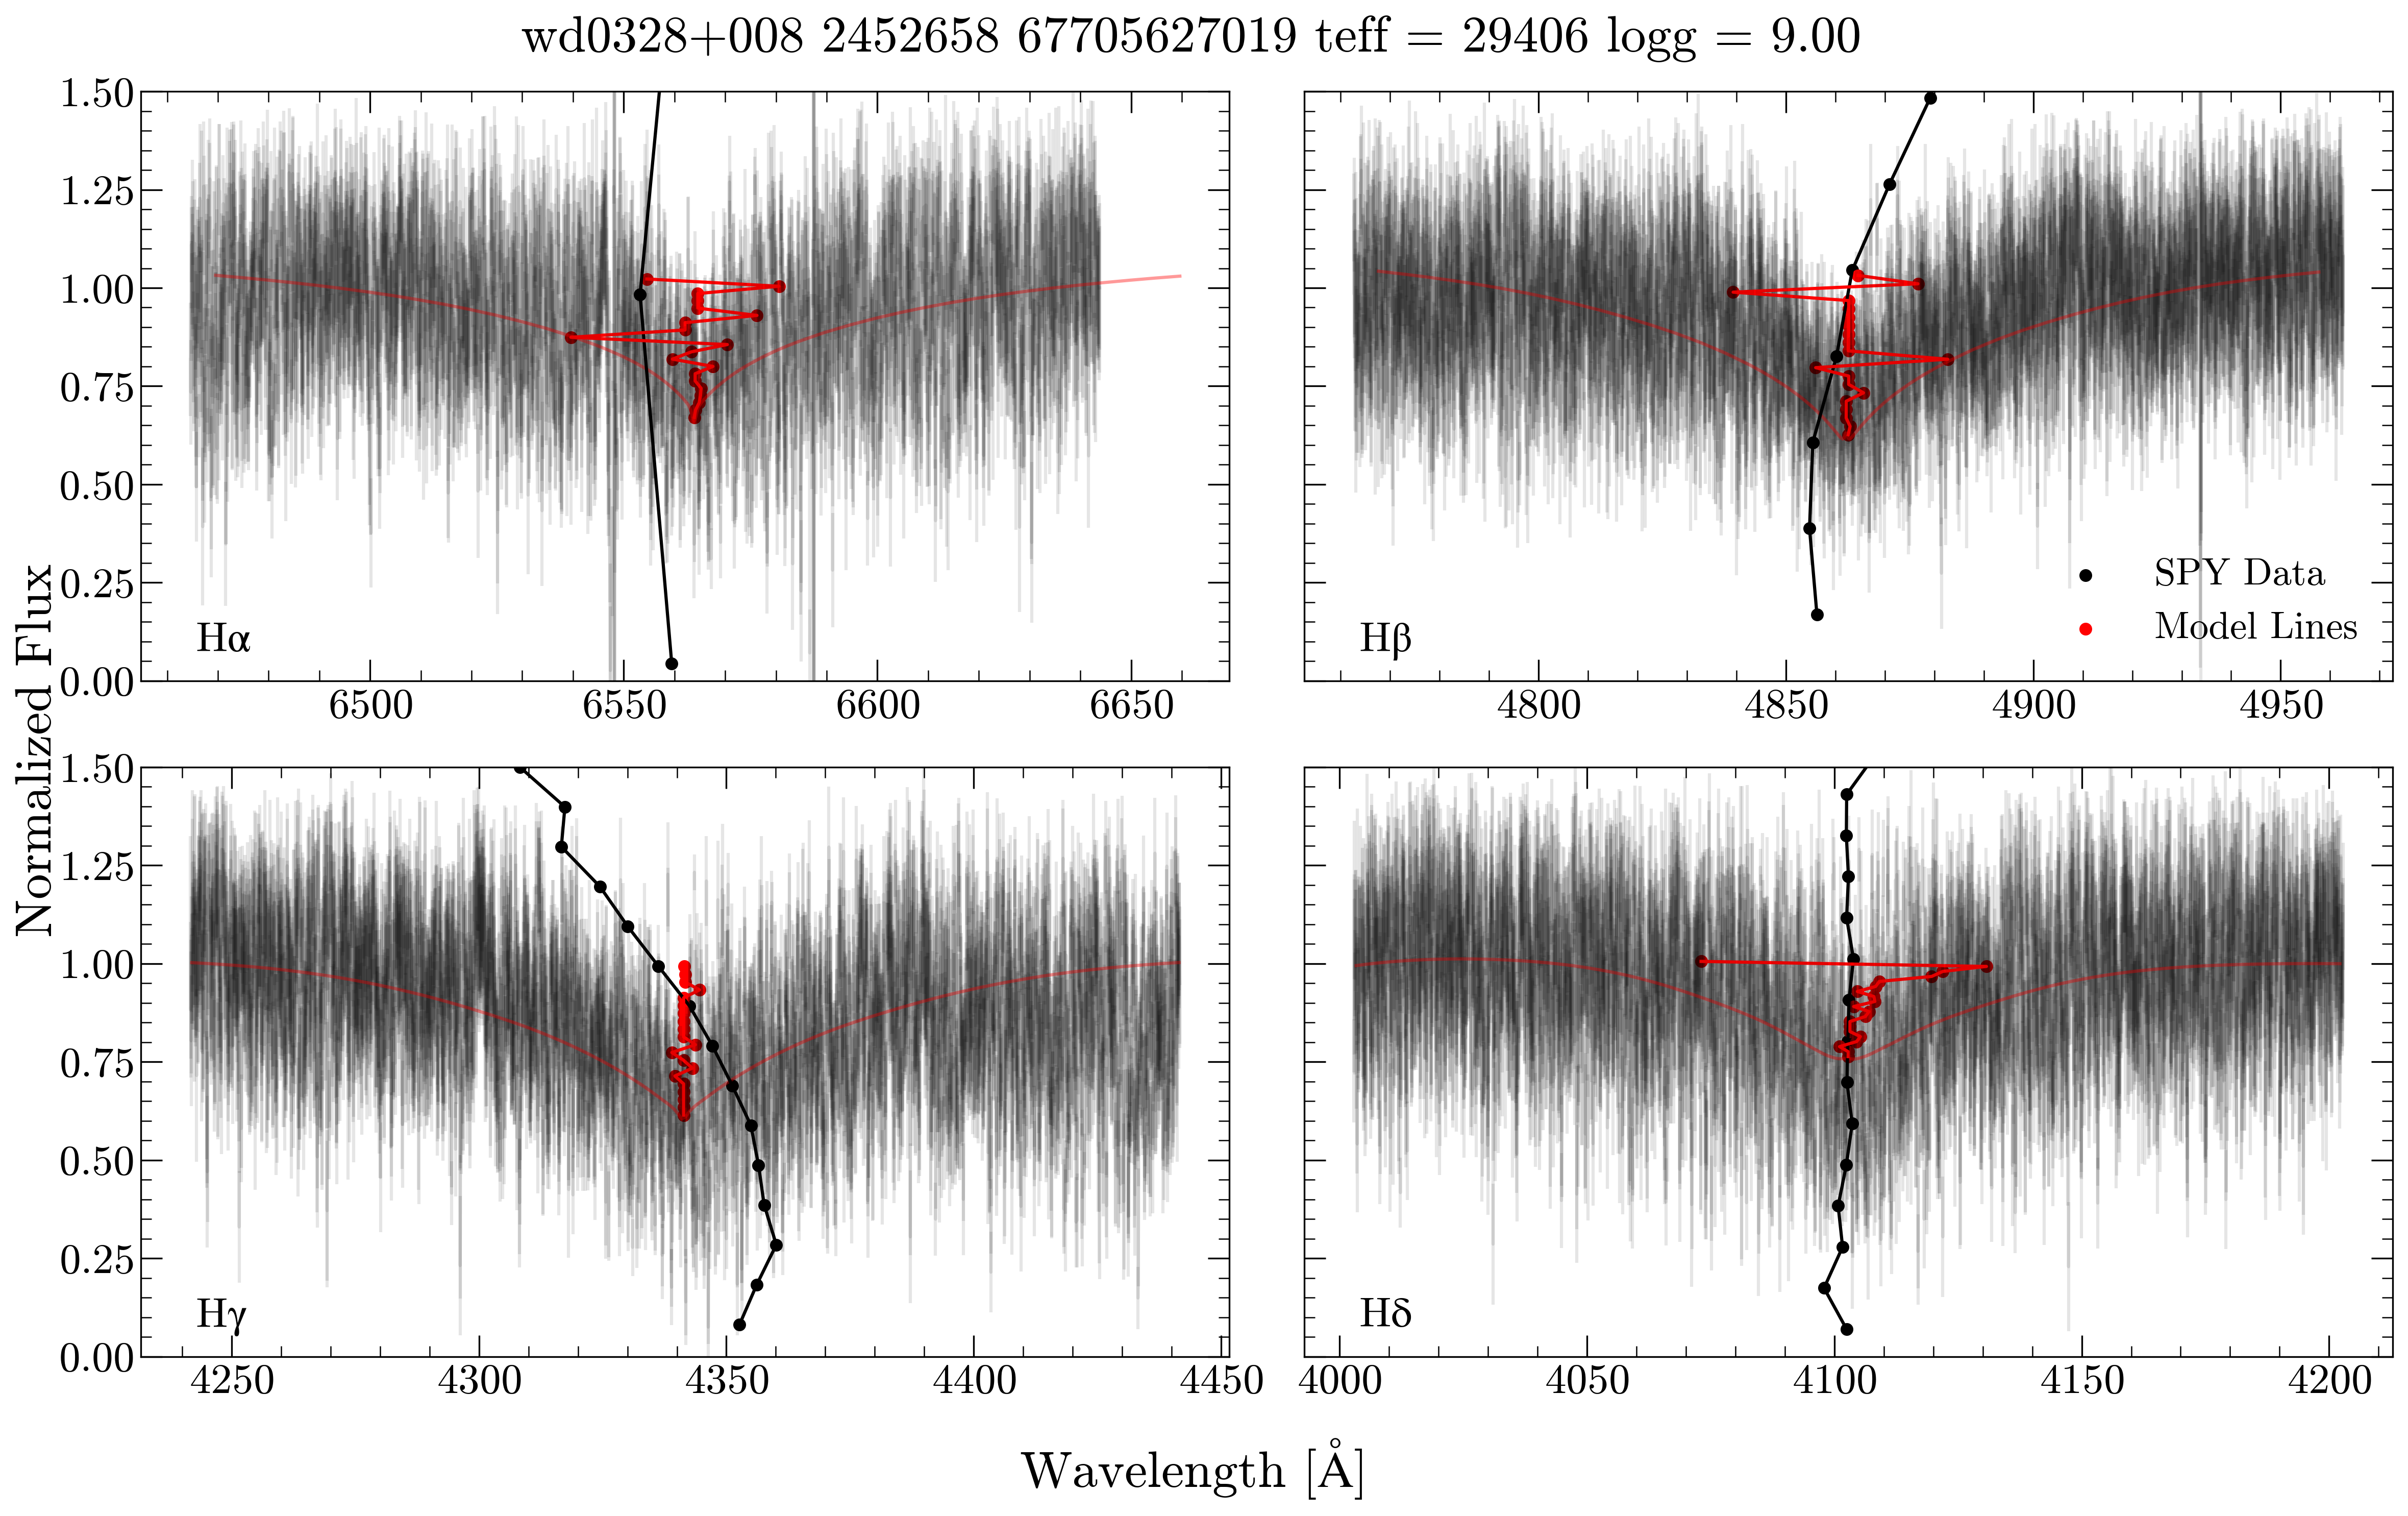 wd0328+008 2452658 67705627019 teff = 29406 logg = 9.00
Normalized Flux
1.50
1.25
1.00
0.75
0.50
0.25
0.00
Hα
6500 6550 6600 6650
Hβ
SPY Data
Model Lines
4800 4850 4900 4950
1.50
1.25
1.00
0.75
0.50
0.25
0.00
Hγ
4250 4300 4350 4400 4450
Hδ
4000 4050 4100 4150 4200
Wavelength [Å]